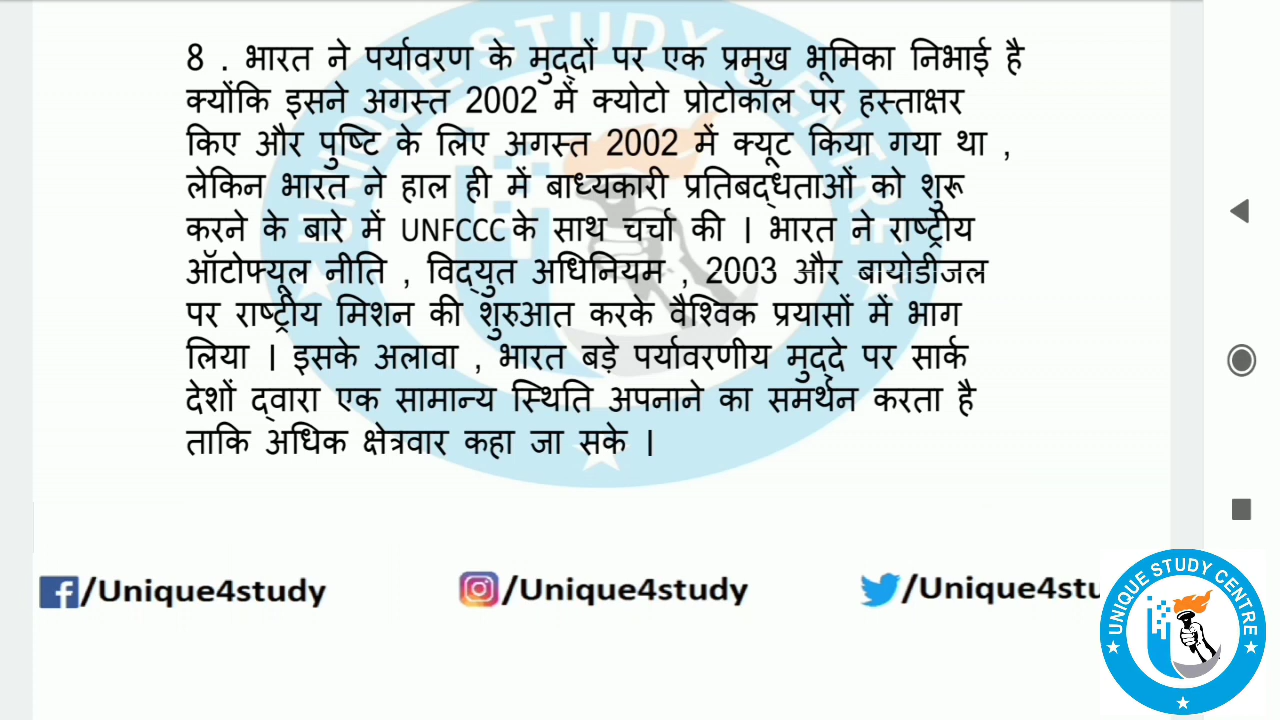 8 . भारत ने पर्यावरण के मुद्दों पर एक प्रमुख भूमिका निभाई है
क्योंकि इसने अगस्त 2002 में क्योटो प्रोटोकॉल पर हस्ताक्षर
किए और पुष्टि के लिए अगस्त 2002 में क्यूट किया गया था ,
लेकिन भारत ने हाल ही में बाध्यकारी प्रतिबद्धताओं को शुरू
करने के बारे में UNFCCC के साथ चर्चा की । भारत ने राष्ट्रीय
ऑटोफ्यूल नीति , विद्युत अधिनियम , 2003 और बायोडीजल
पर राष्ट्रीय मिशन की शुरुआत करके वैश्विक प्रयासों में भाग
लिया । इसके अलावा , भारत बड़े पर्यावरणीय मुद्दे पर सार्क
देशों द्वारा एक सामान्य स्थिति अपनाने का समर्थन करता है
ताकि अधिक क्षेत्रवार कहा जा सके ।
/Unique4study /Unique4study /Unique4stu
UNIQUE STUDY CENTRE
UNIQUE STUDY CENTRE